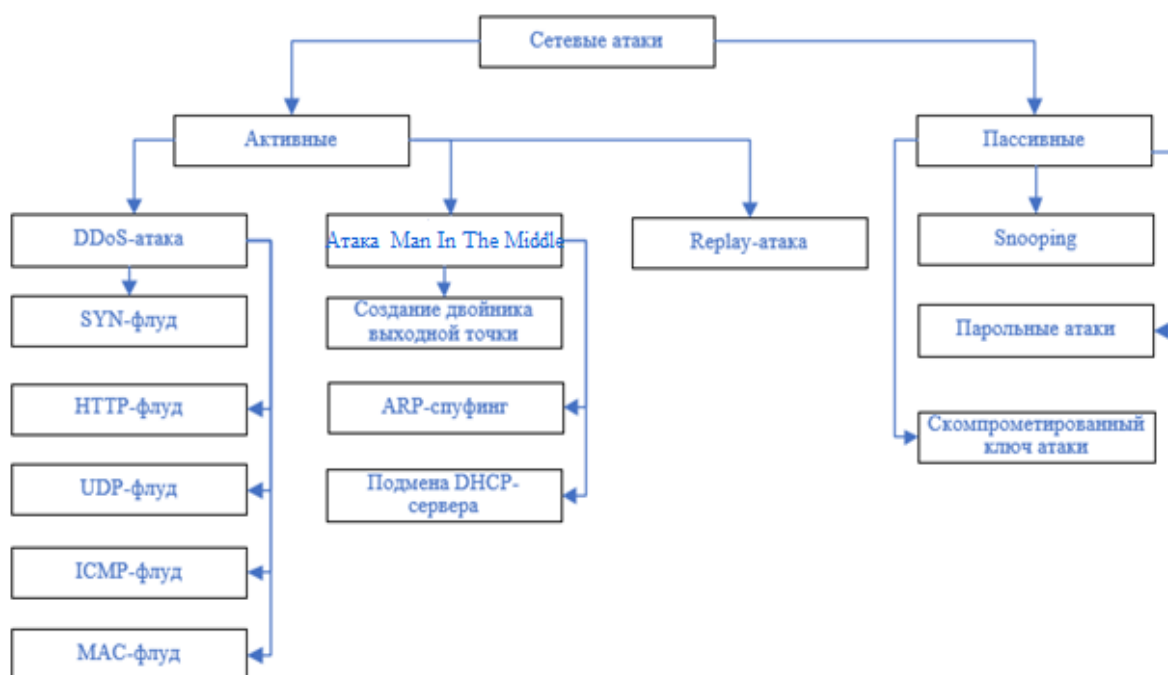 Сетевые атаки
Активные
Пассивные
DDoS-атака
Атака Man In The Middle
Replay-атака
Snooping
SYN-флуд
Создание двойника
выходной точки
Парольные атаки
HTTP-флуд
ARP-спуфинг
Скомпрометированный
ключ атаки
UDP-флуд
Подмена DHCP-
сервера
ICMP-флуд
MAC-флуд